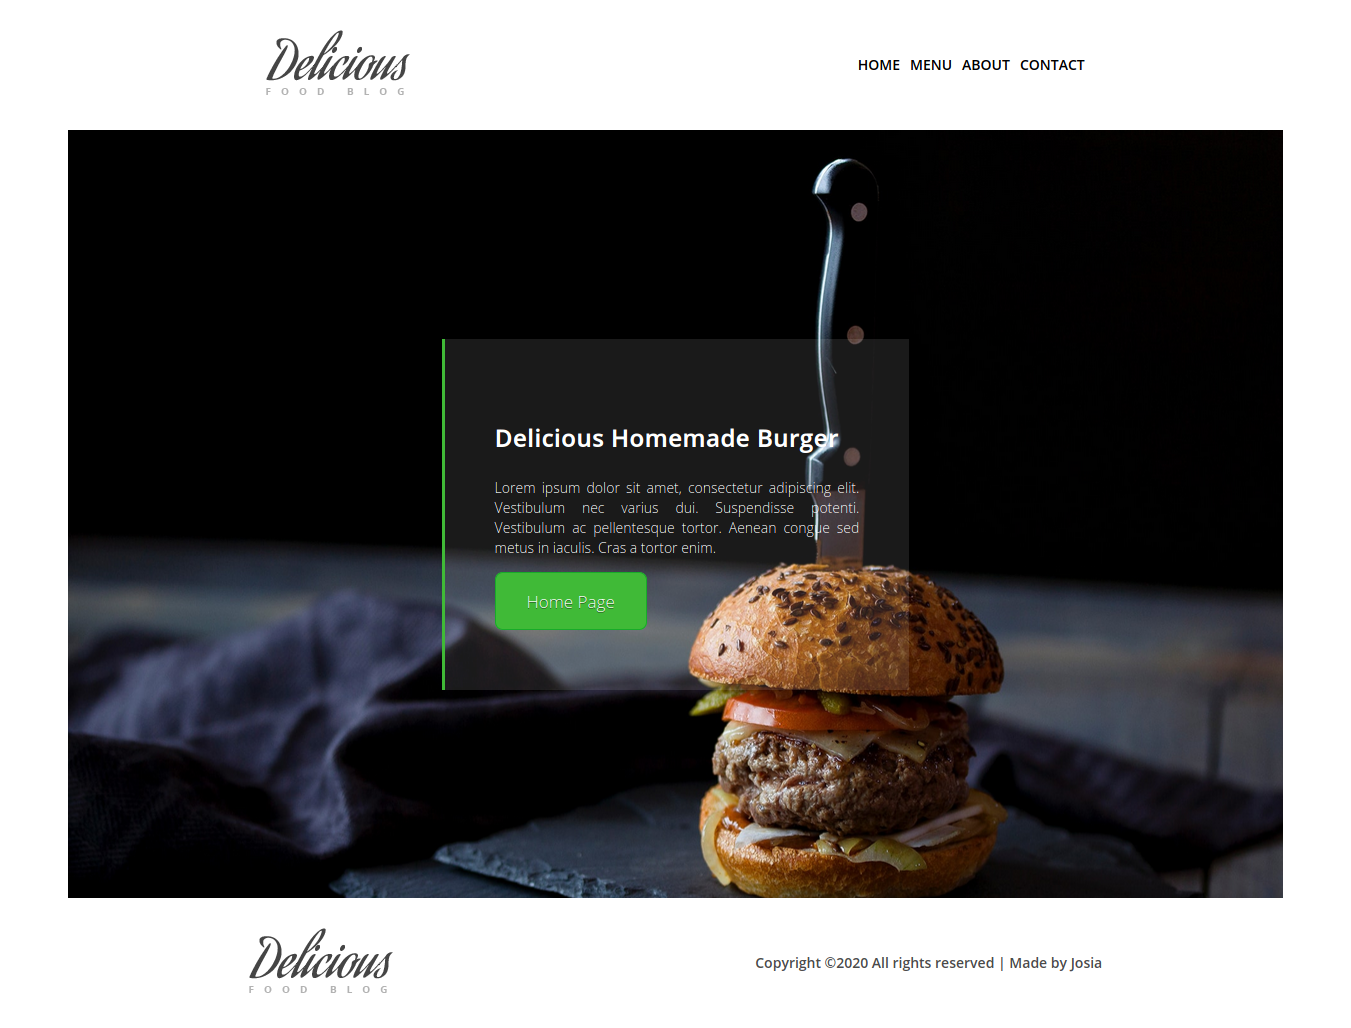 Delicious
FOOD BLOG
HOME MENU ABOUT CONTACT
Delicious Homemade Burger
Lorem ipsum dolor sit amet, consectetur adipiscing elit.
Vestibulum nec varius dui. Suspendisse potenti.
Vestibulum ac pellentesque tortor. Aenean congue sed
metus in iaculis. Cras a tortor enim.
Home Page
Delicious
FOOD BLOG
Copyright ©2020 All rights reserved | Made by Josia